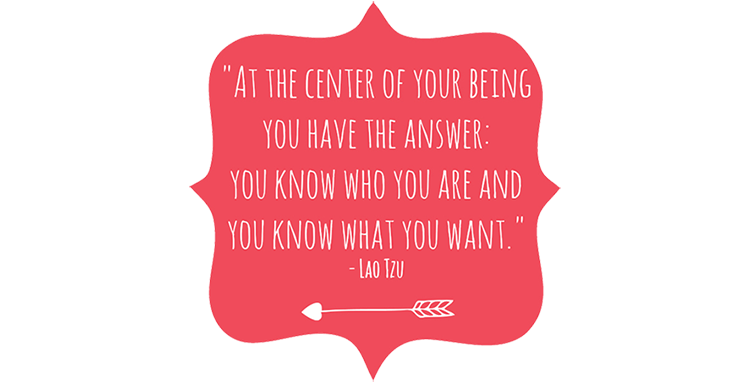 "At the center of your being
you have the answer:
you know who you are and
you know what you want."
- Lao Tzu